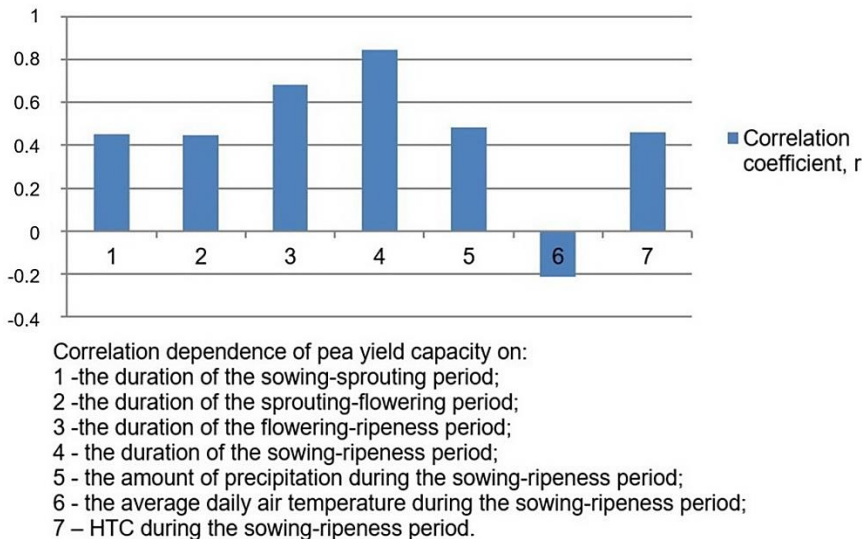 1
0.8
0.6
0.4
0.2
0
-0.2
-0.4
1 2 3 4 5 6 7
Correlation
coefficient, r
Correlation dependence of pea yield capacity on:
1 -the duration of the sowing-sprouting period;
2 -the duration of the sprouting-flowering period;
3 -the duration of the flowering-ripeness period;
4 - the duration of the sowing-ripeness period;
5 - the amount of precipitation during the sowing-ripeness period;
6 - the average daily air temperature during the sowing-ripeness period;
7 – HTC during the sowing-ripeness period.